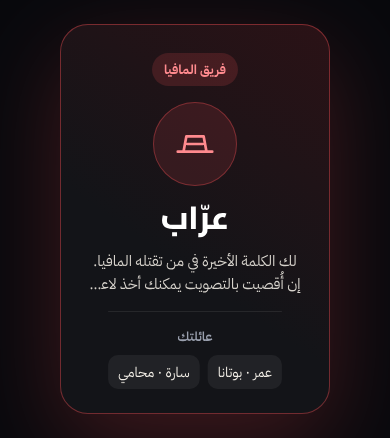 فريق المافيا
عرّاب
لك الكلمة الأخيرة في من تقتله المافيا.
إن أُقصيت بالتصويت يمكنك أخذ لاع...
عائلتك
عمر · بوتانا
سارة · محامي